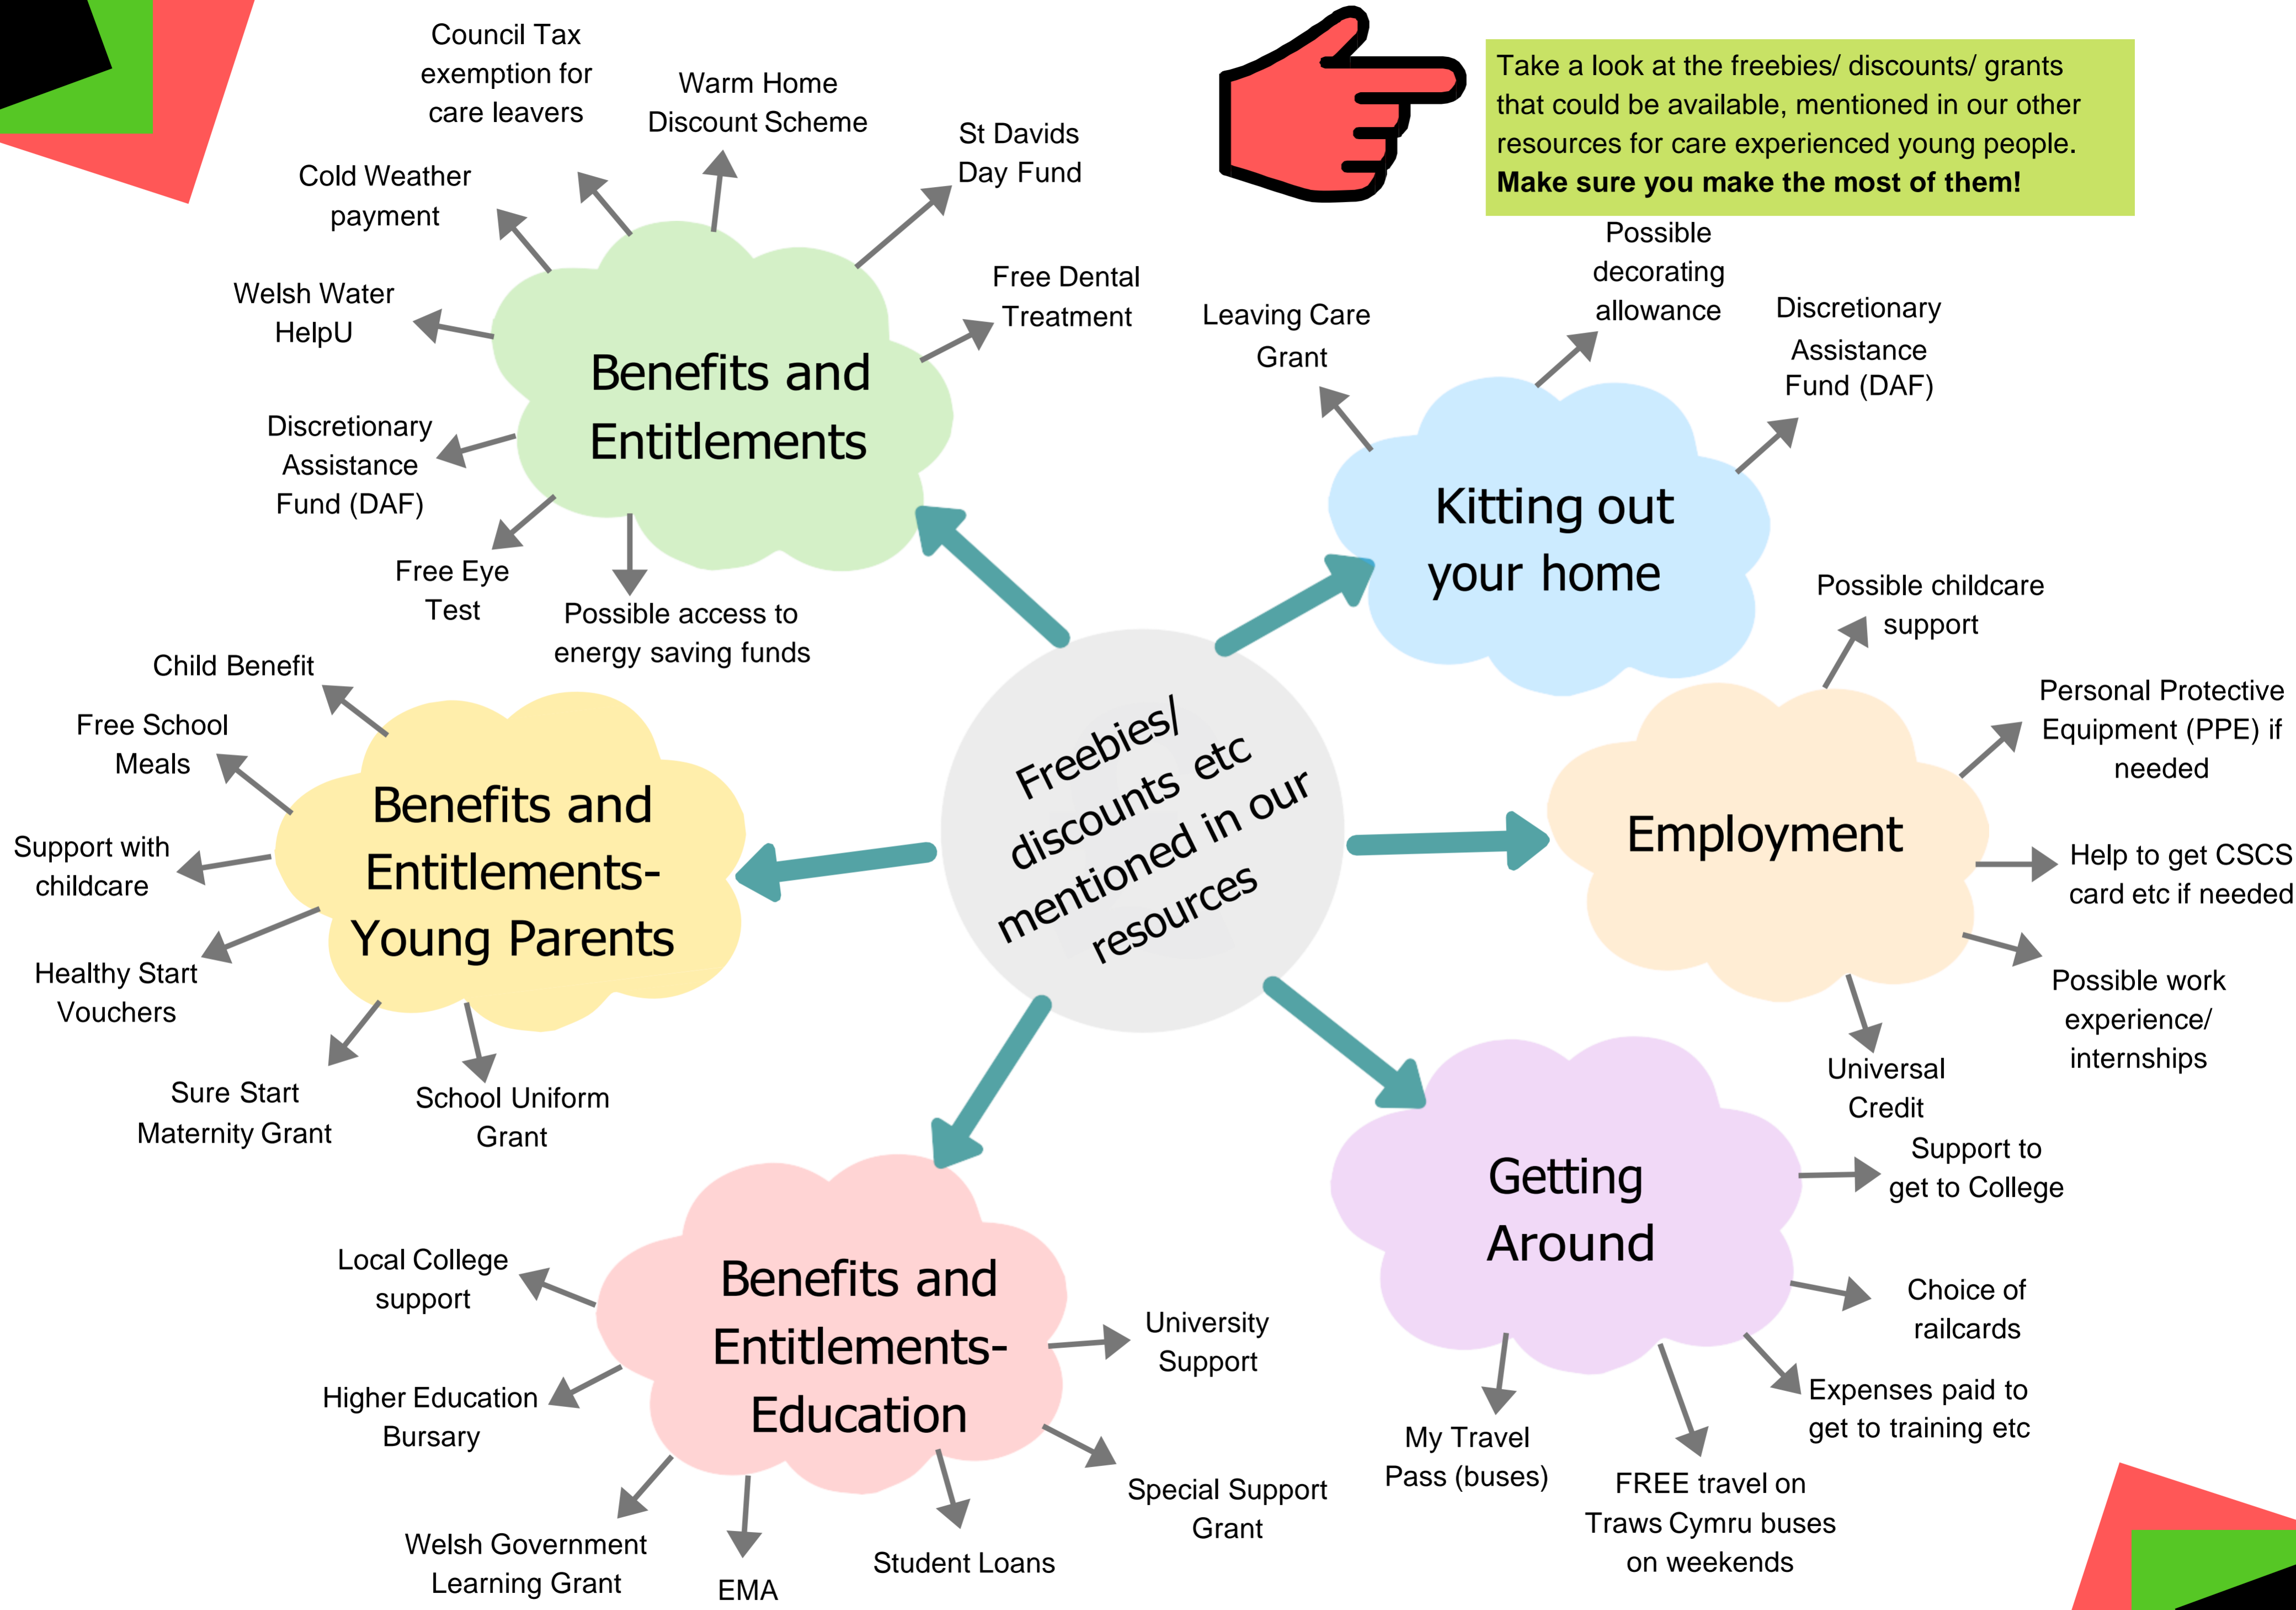 Take a look at the freebies/ discounts/ grants
that could be available, mentioned in our other
resources for care experienced young people.
Make sure you make the most of them!
Freebies/
discounts etc
mentioned in our
resources
Benefits and
Entitlements
Council Tax
exemption for
care leavers
Warm Home
Discount Scheme
St Davids
Day Fund
Free Dental
Treatment
Cold Weather
payment
Welsh Water
HelpU
Discretionary
Assistance
Fund (DAF)
Free Eye
Test
Possible access to
energy saving funds
Kitting out
your home
Leaving Care
Grant
Possible
decorating
allowance
Discretionary
Assistance
Fund (DAF)
Employment
Possible childcare
support
Personal Protective
Equipment (PPE) if
needed
Help to get CSCS
card etc if needed
Possible work
experience/
internships
Universal
Credit
Getting
Around
Support to
get to College
Choice of
railcards
Expenses paid to
get to training etc
FREE travel on
Traws Cymru buses
on weekends
My Travel
Pass (buses)
Benefits and
Entitlements-
Education
University
Support
Special Support
Grant
Student Loans
EMA
Welsh Government
Learning Grant
Higher Education
Bursary
Local College
support
Benefits and
Entitlements-
Young Parents
Child Benefit
Free School
Meals
Support with
childcare
Healthy Start
Vouchers
Sure Start
Maternity Grant
School Uniform
Grant